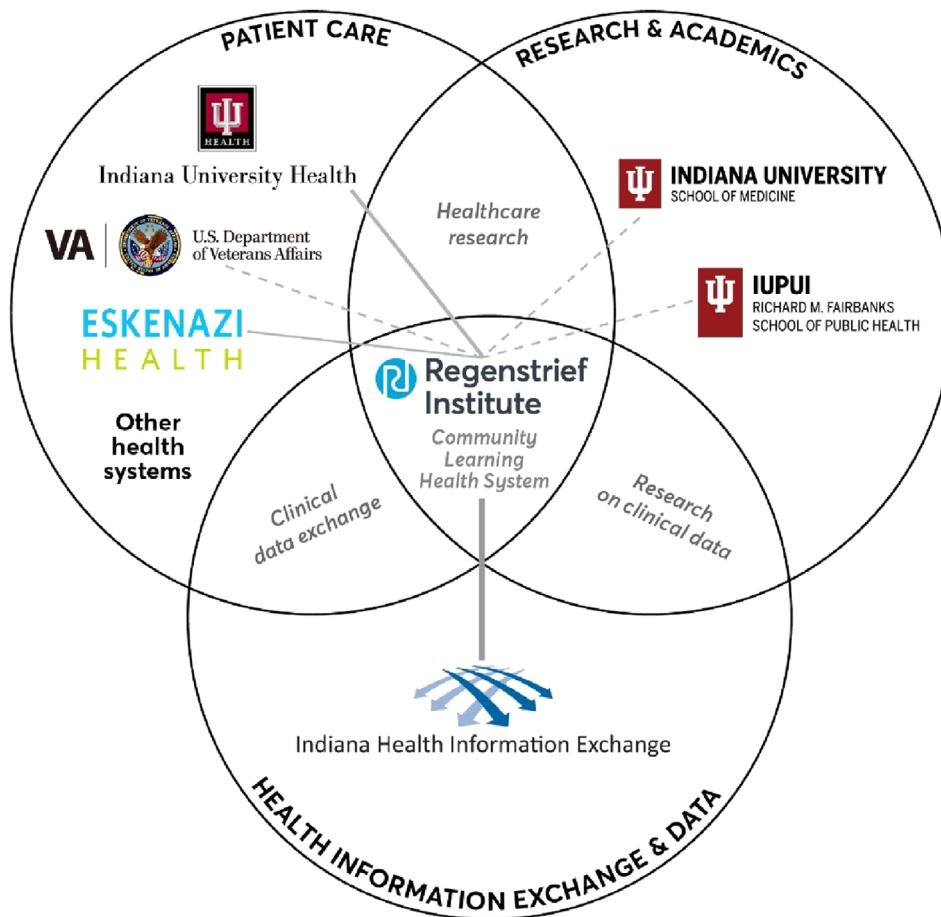 PATIENT CARE
RESEARCH & ACADEMICS
HEALTH
Indiana University Health
VA
U.S. Department
of Veterans Affairs
ESKENAZI
HEALTH
Other
health
systems
Healthcare
research
INDIANA UNIVERSITY
SCHOOL OF MEDICINE
IUPUI
RICHARD M. FAIRBANKS
SCHOOL OF PUBLIC HEALTH
Regenstrief
Institute
Community
Learning
Health System
Clinical
data exchange
Research
on clinical data
Indiana Health Information Exchange
HEALTH INFORMATION EXCHANGE & DATA